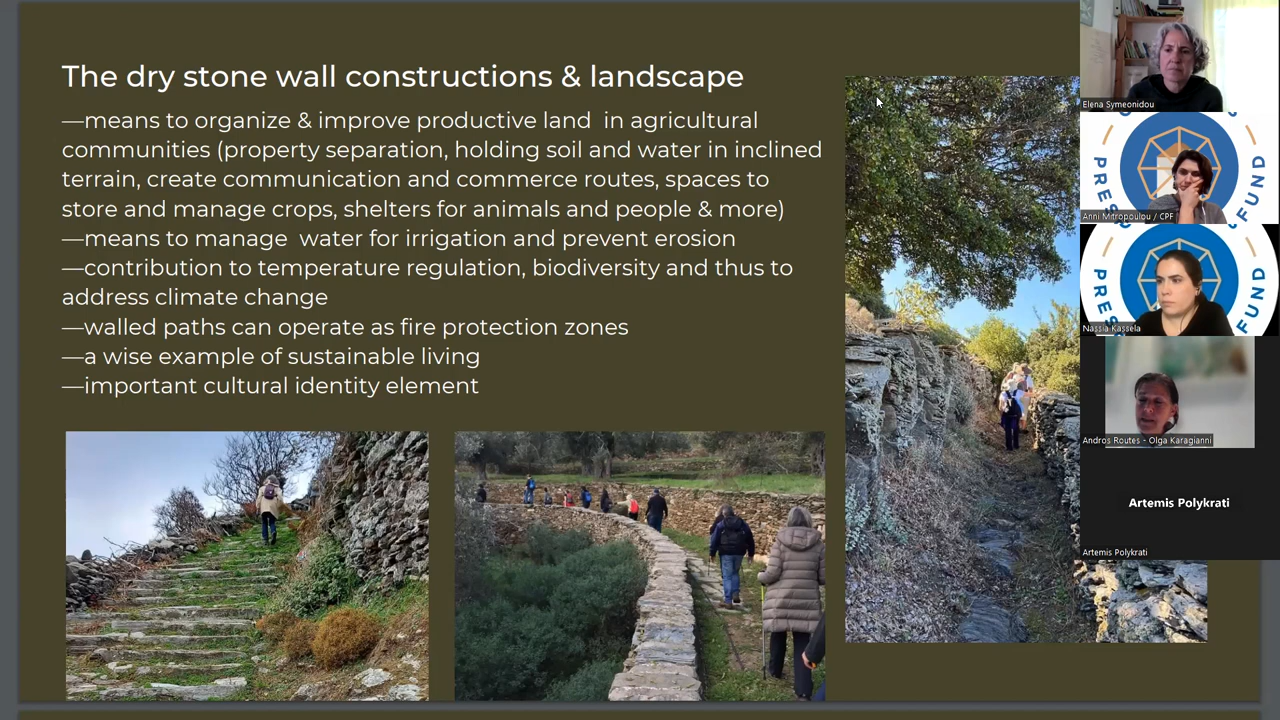 The dry stone wall constructions & landscape
—means to organize & improve productive land  in agricultural
communities (property separation, holding soil and water in inclined
terrain, create communication and commerce routes, spaces to
store and manage crops, shelters for animals and people & more)
—means to manage  water for irrigation and prevent erosion
—contribution to temperature regulation, biodiversity and thus to
address climate change
—walled paths can operate as fire protection zones
—a wise example of sustainable living
—important cultural identity element
Elena Symeonidou
PRES
FUND
Anni Mitropoulou / CPF
PRES
FUND
Nassia Kassela
Andros Routes - Olga Karagianni
Artemis Polykrati
Artemis Polykrati